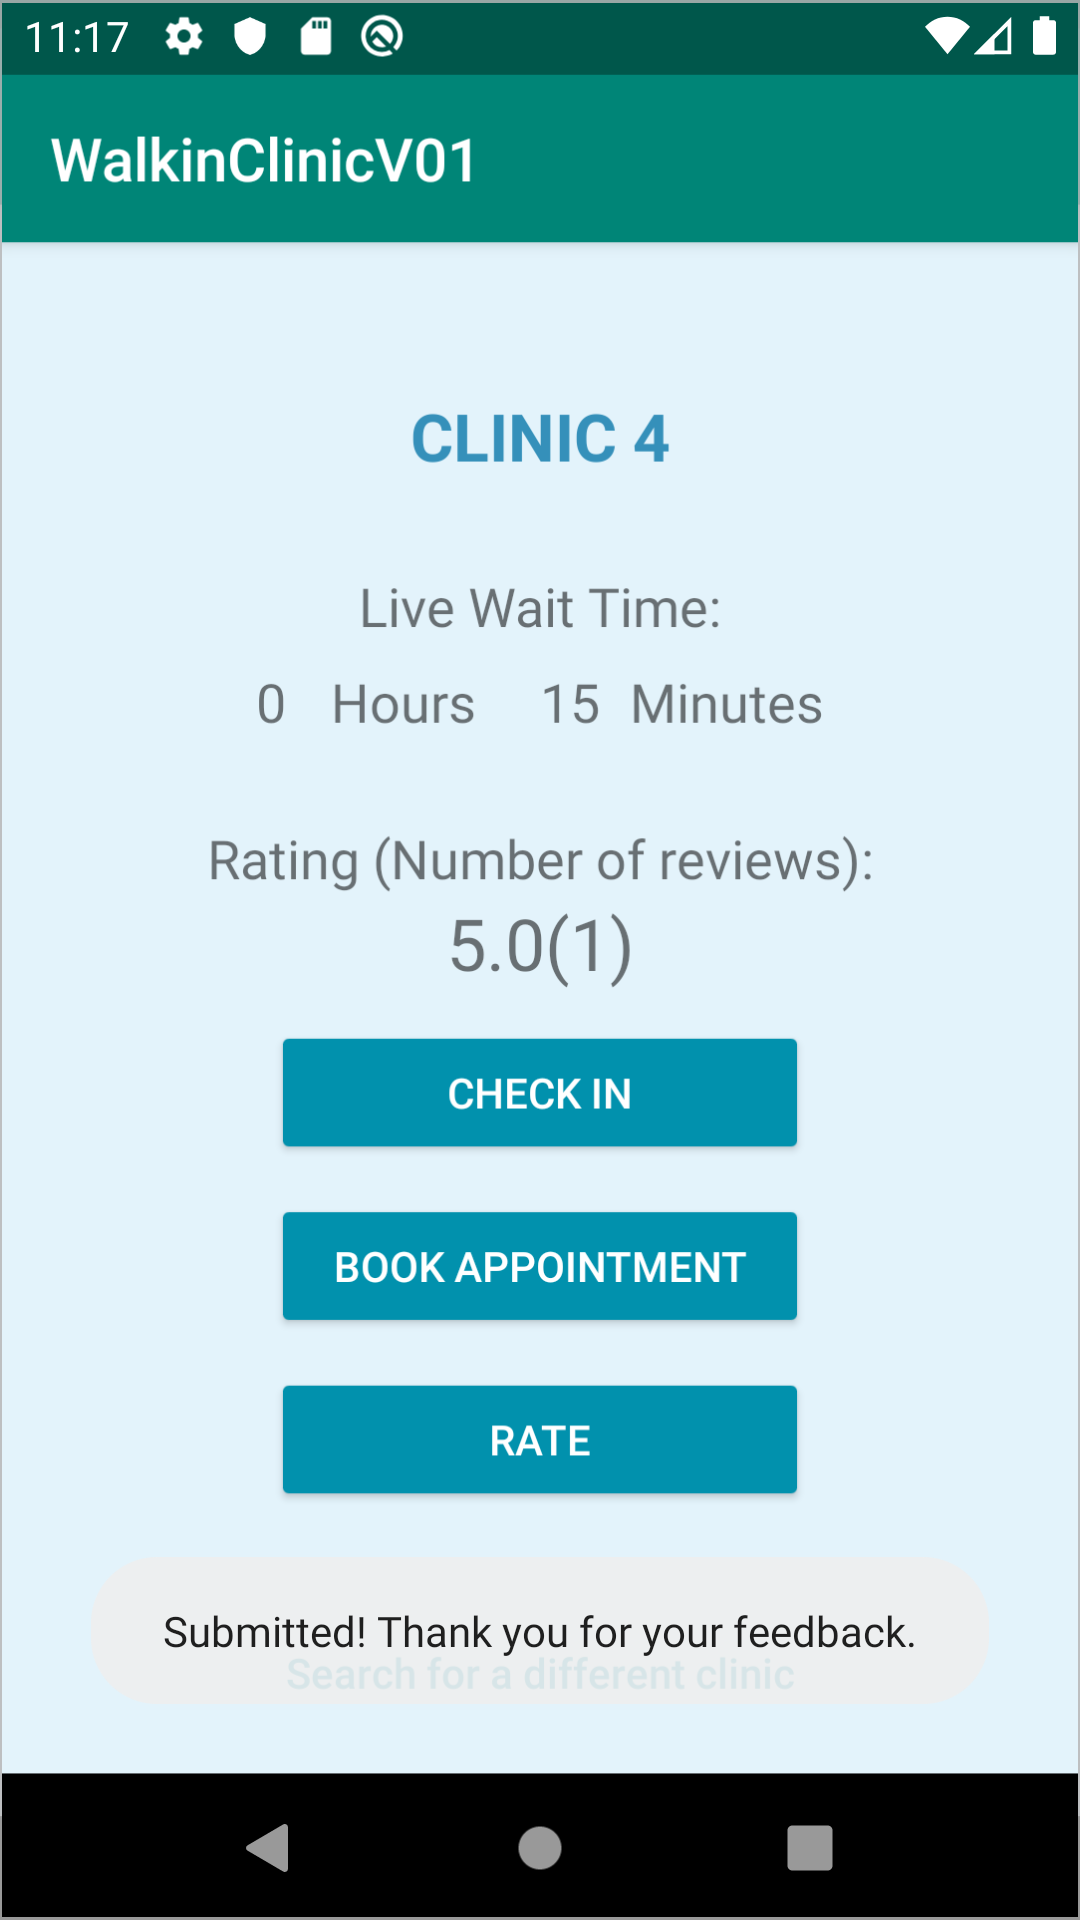 11:17
WalkinClinicV01
CLINIC 4
Live Wait Time:
0 Hours 15 Minutes
Rating (Number of reviews):
5.0(1)
CHECK IN
BOOK APPOINTMENT
RATE
Submitted! Thank you for your feedback.
Search for a different clinic